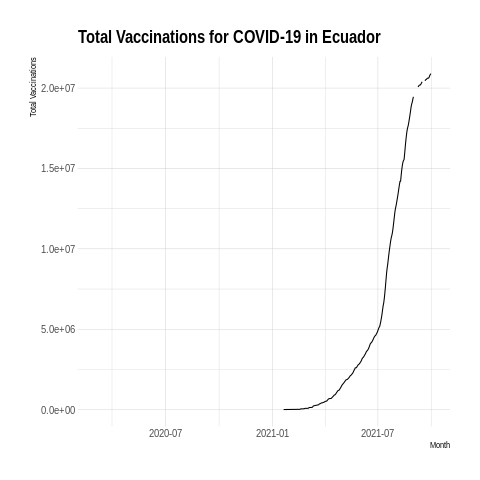 Total Vaccinations for COVID-19 in Ecuador
Total Vaccinations
2.0e+07
1.5e+07
1.0e+07
5.0e+06
0.0e+00
2020-07 2021-01 2021-07
Month